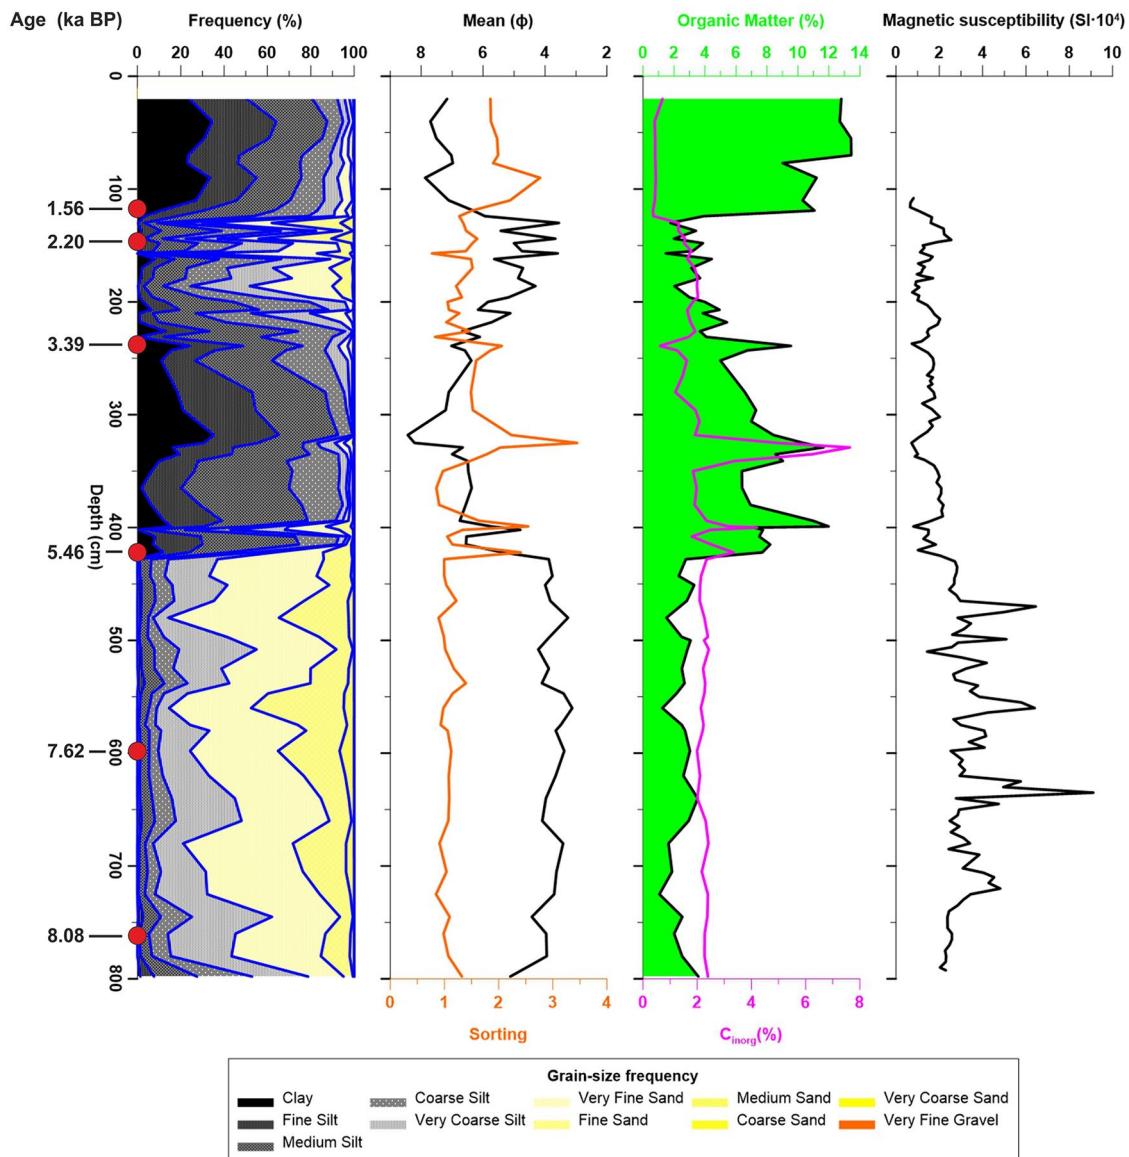 Age (ka BP)
Frequency (%)
Mean (ϕ)
Organic Matter (%)
Magnetic susceptibility (SI·10⁴)
0 20 40 60 80 100
8 6 4 2
0 2 4 6 8 10 12 14
0 2 4 6 8 10
0
100
1.56
2.20
200
3.39
300
400
Depth (cm)
5.46
500
7.62
600
700
8.08
800
0 1 2 3 4
0 2 4 6 8
Sorting
Cinorg(%)
Grain-size frequency
Clay
Coarse Silt
Very Fine Sand
Medium Sand
Very Coarse Sand
Fine Silt
Very Coarse Silt
Fine Sand
Coarse Sand
Very Fine Gravel
Medium Silt